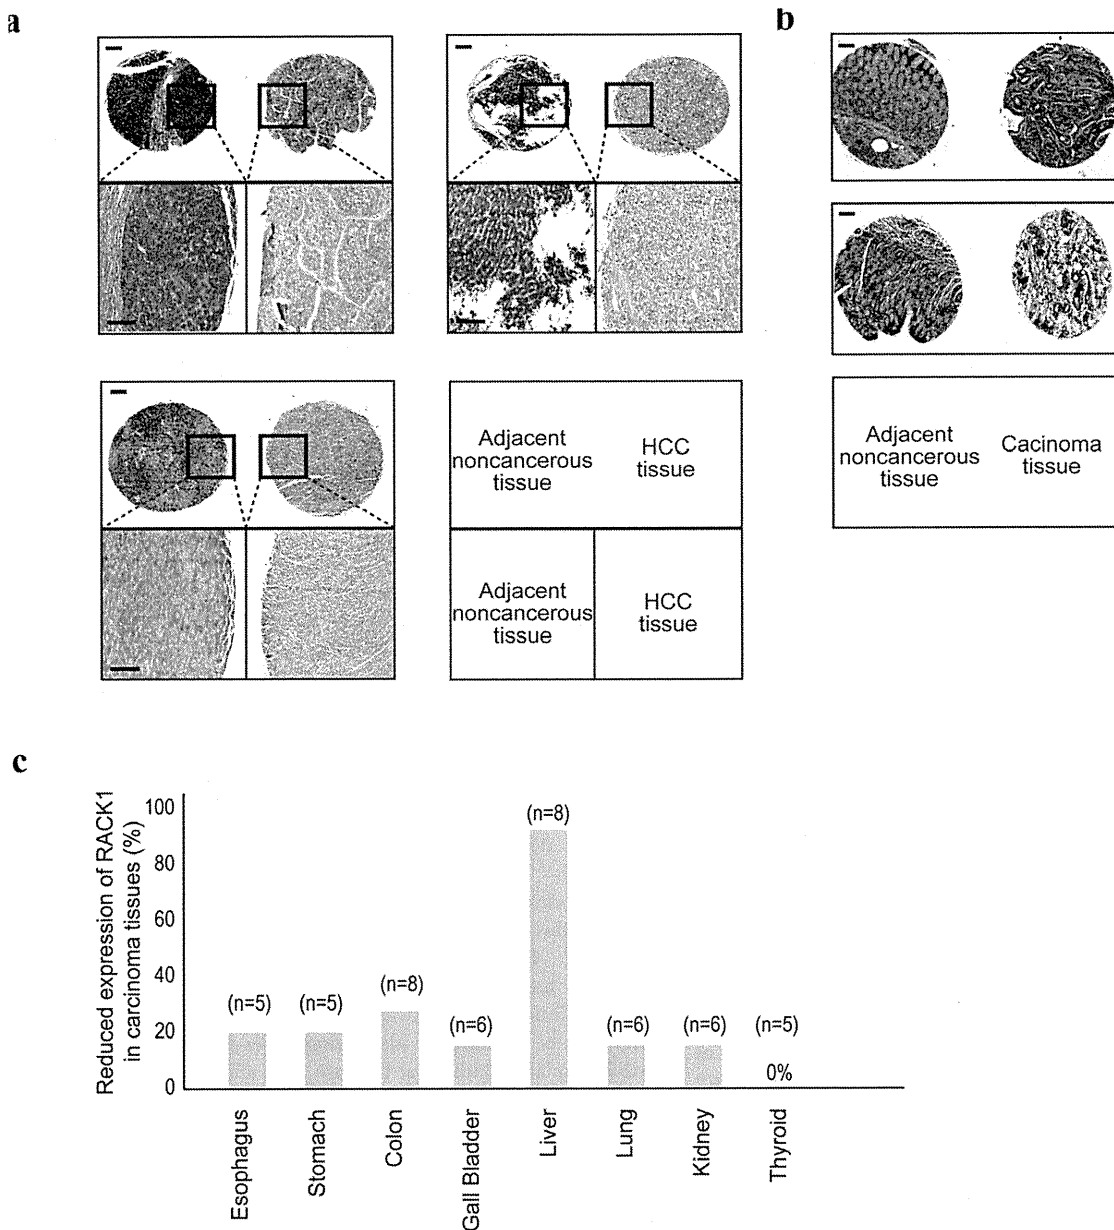 a
b
Adjacent
noncancerous
tissue
HCC
tissue
Adjacent
noncancerous
tissue
HCC
tissue
Adjacent
noncancerous
tissue
Cacinoma
tissue
c
Reduced expression of RACK1
in carcinoma tissues (%)
100
80
60
40
20
0
(n=5)
(n=5)
(n=8)
(n=6)
(n=8)
(n=6)
(n=6)
(n=5)
0%
Esophagus
Stomach
Colon
Gall Bladder
Liver
Lung
Kidney
Thyroid